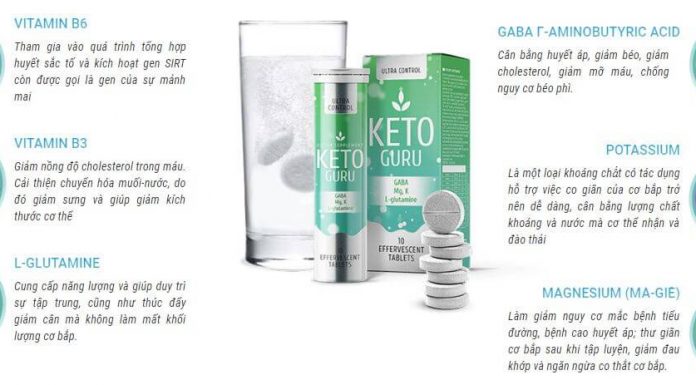 VITAMIN B6
Tham gia vào quá trình tổng hợp
huyết sắc tố và kích hoạt gen SIRT
còn được gọi là gen của sự mảnh
mai
VITAMIN B3
Giảm nồng độ cholesterol trong máu.
Cải thiện chuyển hóa muối-nước, do
đó giảm sưng và giúp giảm kích
thước cơ thể
L-GLUTAMINE
Cung cấp năng lượng và giúp duy trì
sự tập trung, cũng như thúc đẩy
giảm cân mà không làm mất khối
lượng cơ bắp.
ULTRA
CONTROL
KETO
GURU
GABA
Mg, K
L-glutamine
10
EFFERVESCENT
TABLETS
ULTRA CONTROL
KETO
GURU
GABA
Mg, K
L-glutamine
10
EFFERVESCENT
TABLETS
GABA Γ-AMINOBUTYRIC ACID
Cân bằng huyết áp, giảm béo, giảm
cholesterol, giảm mỡ máu, chống
nguy cơ béo phì.
POTASSIUM
Là một loại khoáng chất có tác dụng
hỗ trợ việc co giãn của cơ bắp trở
nên dễ dàng, cân bằng lượng chất
khoáng và nước mà cơ thể nhận và
đào thải
MAGNESIUM (MA-GIÊ)
Làm giảm nguy cơ mắc bệnh tiểu
đường, bệnh cao huyết áp; thư giãn
cơ bắp sau khi tập luyện, giảm đau
khớp và ngăn ngừa co thắt cơ bắp.